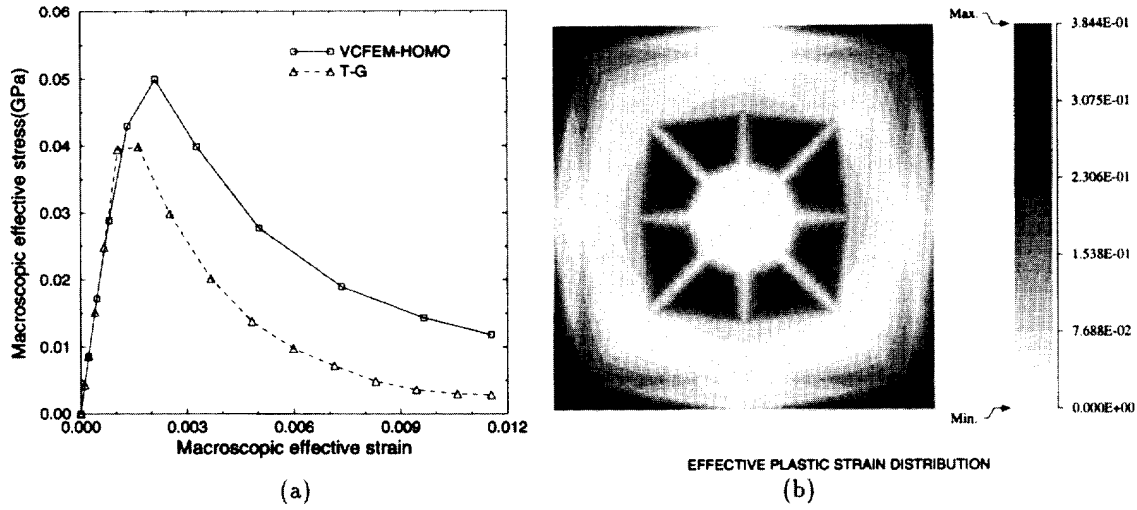 0.06
0.05
0.04
0.03
0.02
0.01
0.00
Macroscopic effective stress(GPa)
VCFEM-HOMO
T-G
0.000
0.003
0.006
0.009
0.012
Macroscopic effective strain
(a)
Max.
3.844E-01
3.075E-01
2.306E-01
1.538E-01
7.688E-02
0.000E+00
Min.
EFFECTIVE PLASTIC STRAIN DISTRIBUTION
(b)